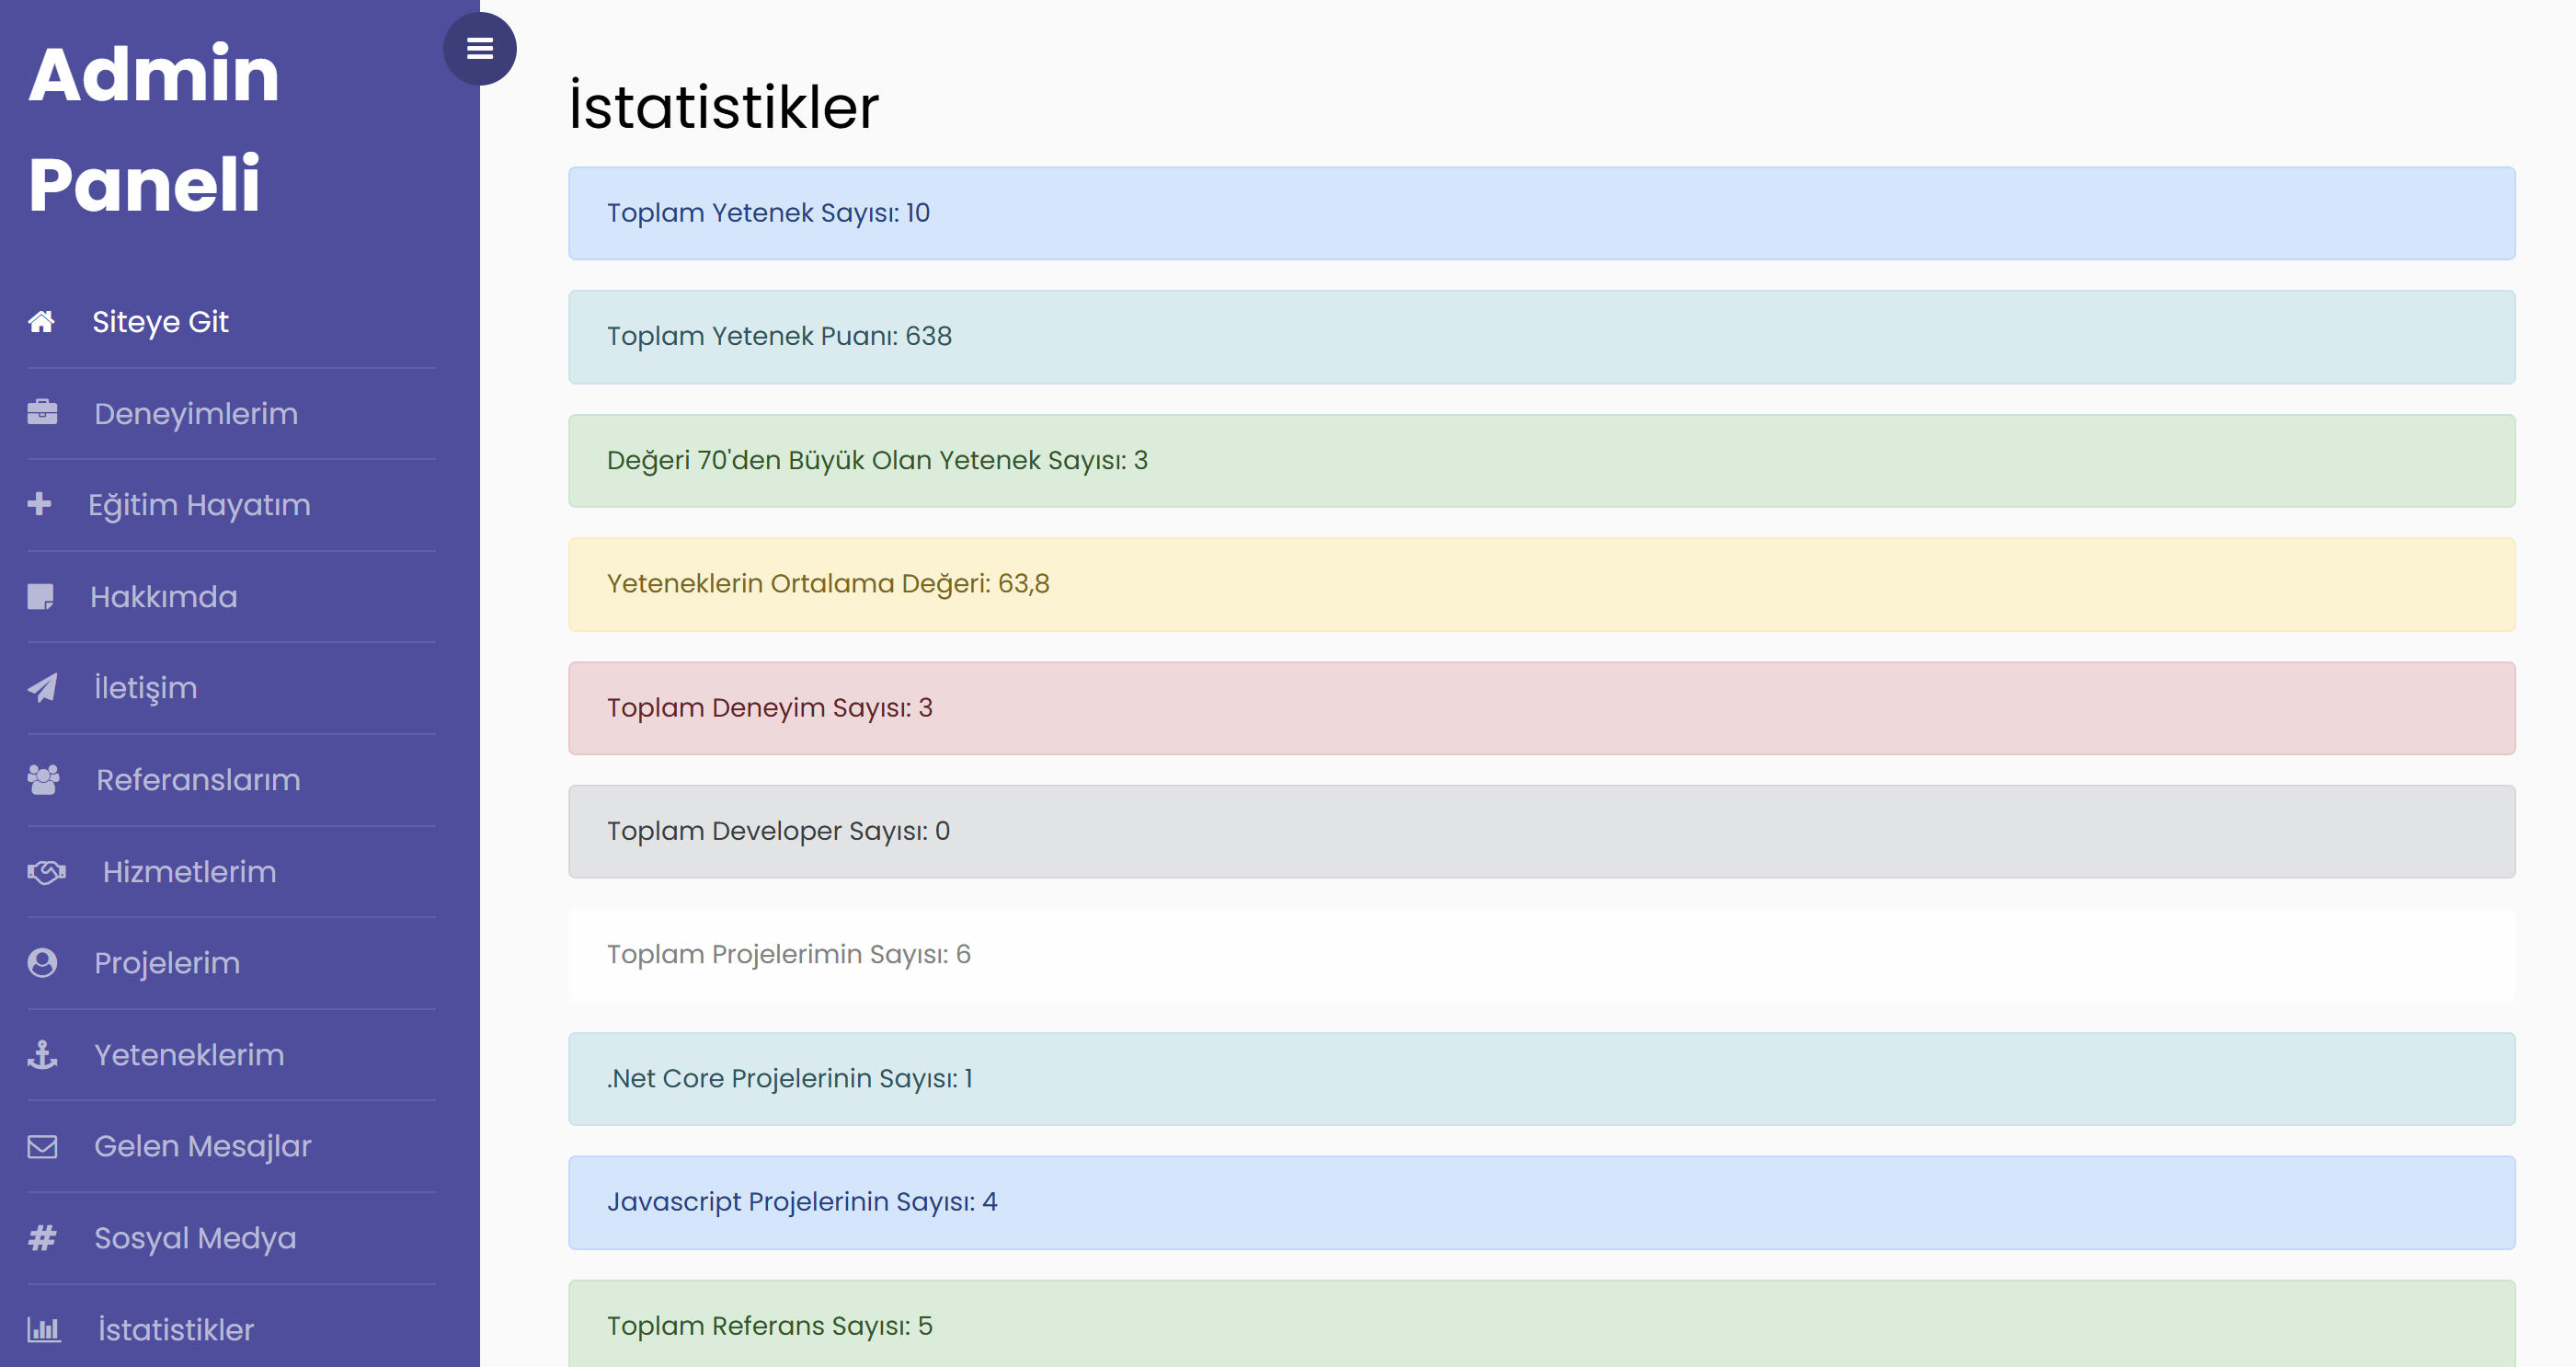 Admin
Paneli
Siteye Git
Deneyimlerim
Eğitim Hayatım
Hakkımda
İletişim
Referanslarım
Hizmetlerim
Projelerim
Yeteneklerim
Gelen Mesajlar
Sosyal Medya
İstatistikler
İstatistikler
Toplam Yetenek Sayısı: 10
Toplam Yetenek Puanı: 638
Değeri 70'den Büyük Olan Yetenek Sayısı: 3
Yeteneklerin Ortalama Değeri: 63,8
Toplam Deneyim Sayısı: 3
Toplam Developer Sayısı: 0
Toplam Projelerimin Sayısı: 6
.Net Core Projelerinin Sayısı: 1
Javascript Projelerinin Sayısı: 4
Toplam Referans Sayısı: 5